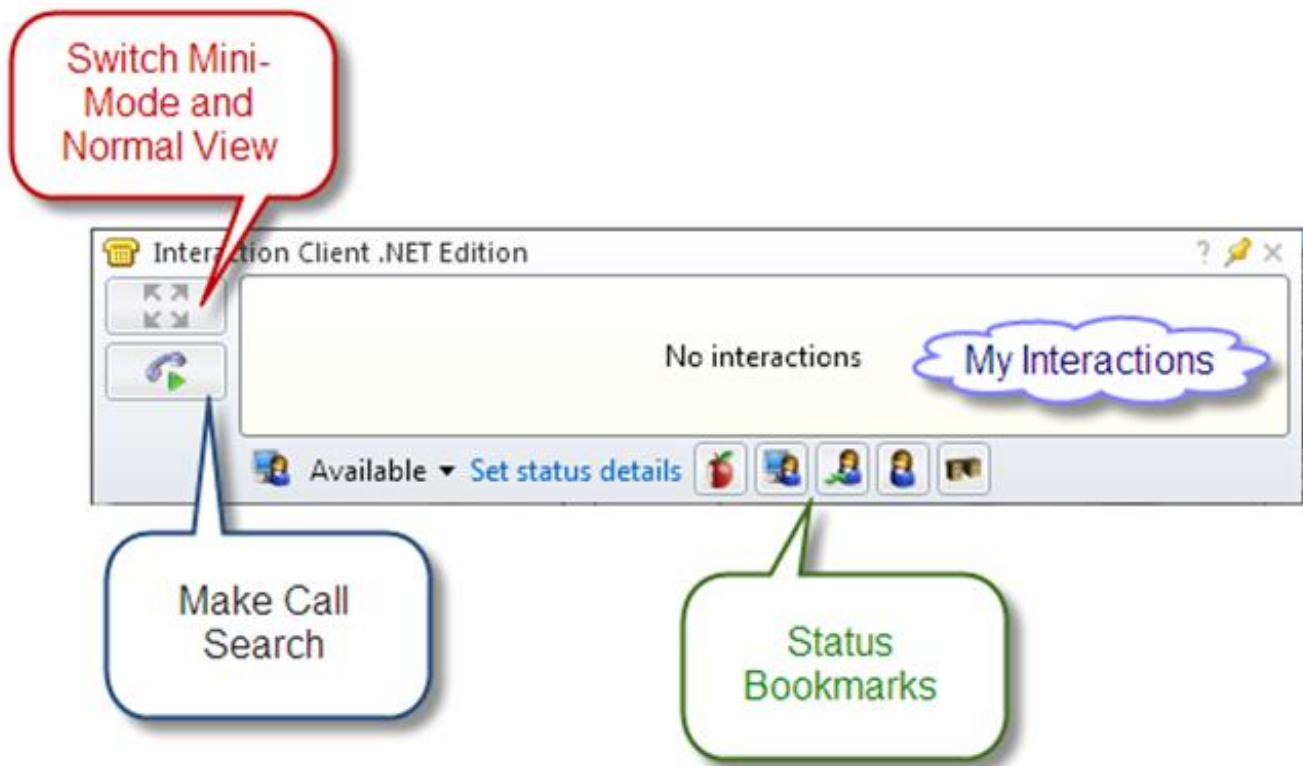 Switch Mini-
Mode and
Normal View
Interaction Client .NET Edition
?
No interactions
My Interactions
Available
Set status details
Make Call
Search
Status
Bookmarks